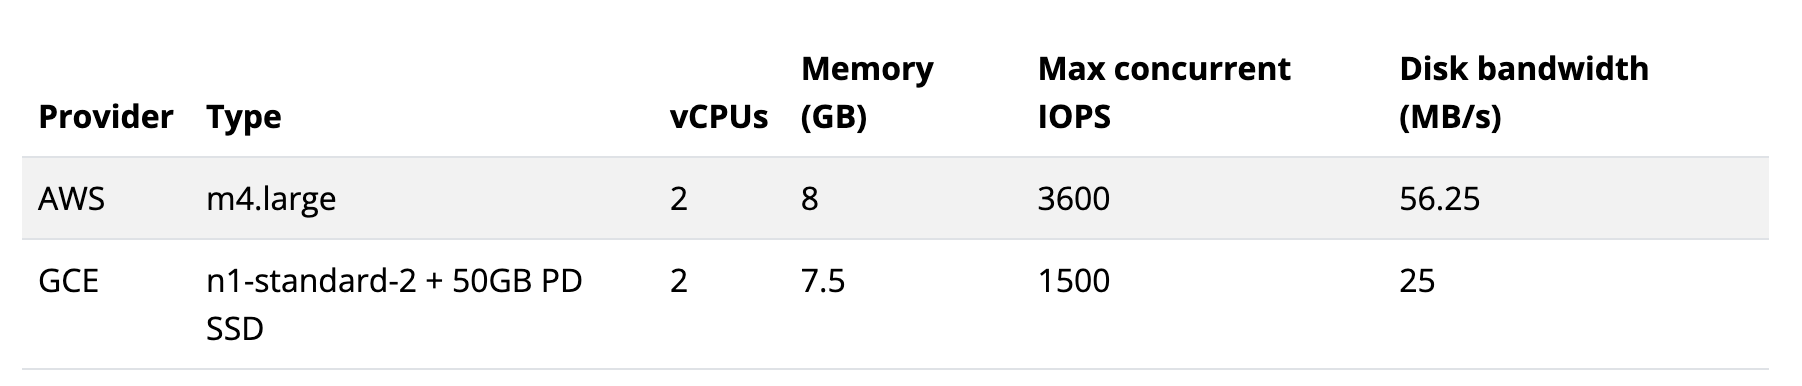 Memory Max concurrent Disk bandwidth
Provider Type vCPUs (GB) IOPS (MB/s)
AWS m4.large 2 8 3600 56.25
GCE n1-standard-2 + 50GB PD 2 7.5 1500 25
SSD